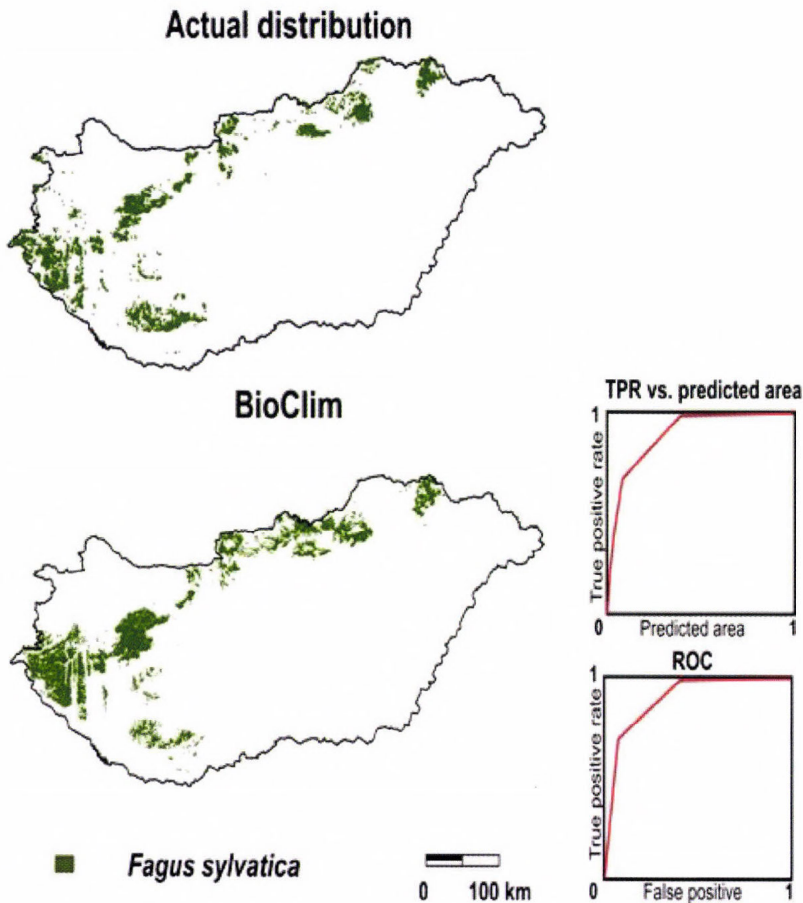 Actual distribution
BioClim
TPR vs. predicted area
1
True positive rate
0
Predicted area
1
ROC
1
True positive rate
0
False positive
1
Fagus sylvatica
0
100 km